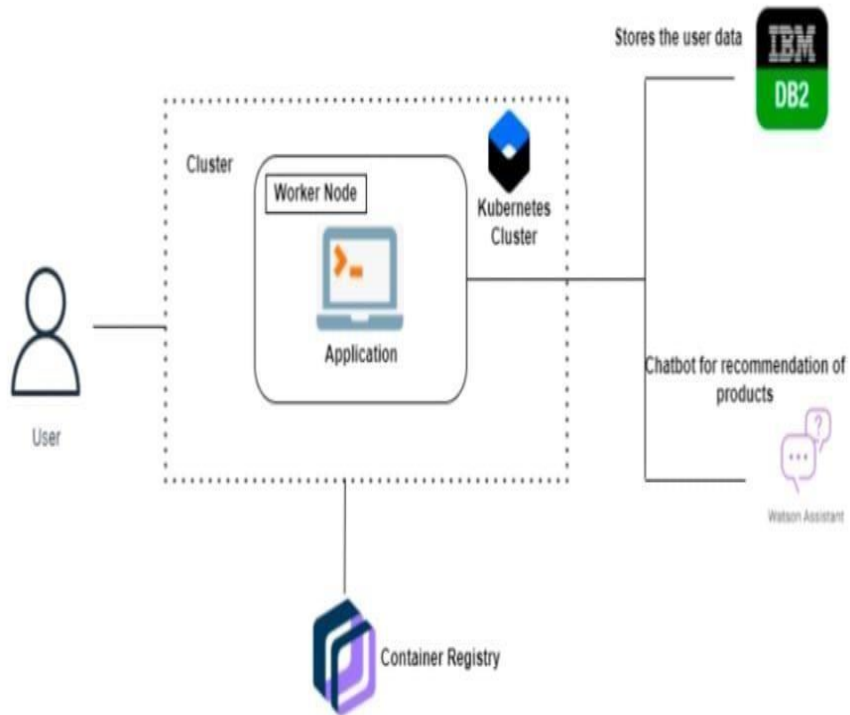 Stores the user data
IBM
DB2
Cluster
Worker Node
Kubernetes
Cluster
Application
User
Chatbot for recommendation of
products
Watson Assistant
Container Registry